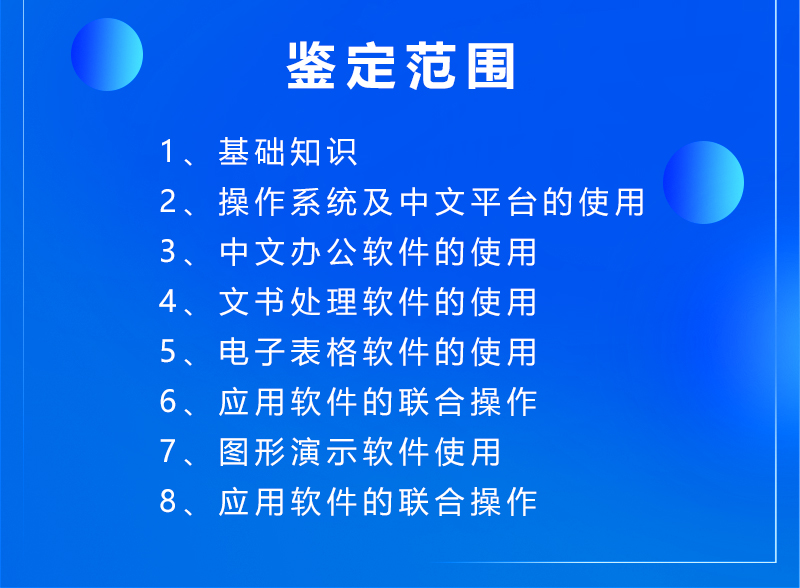 鉴定范围
1、基础知识
2、操作系统及中文平台的使用
3、中文办公软件的使用
4、文书处理软件的使用
5、电子表格软件的使用
6、应用软件的联合操作
7、图形演示软件使用
8、应用软件的联合操作